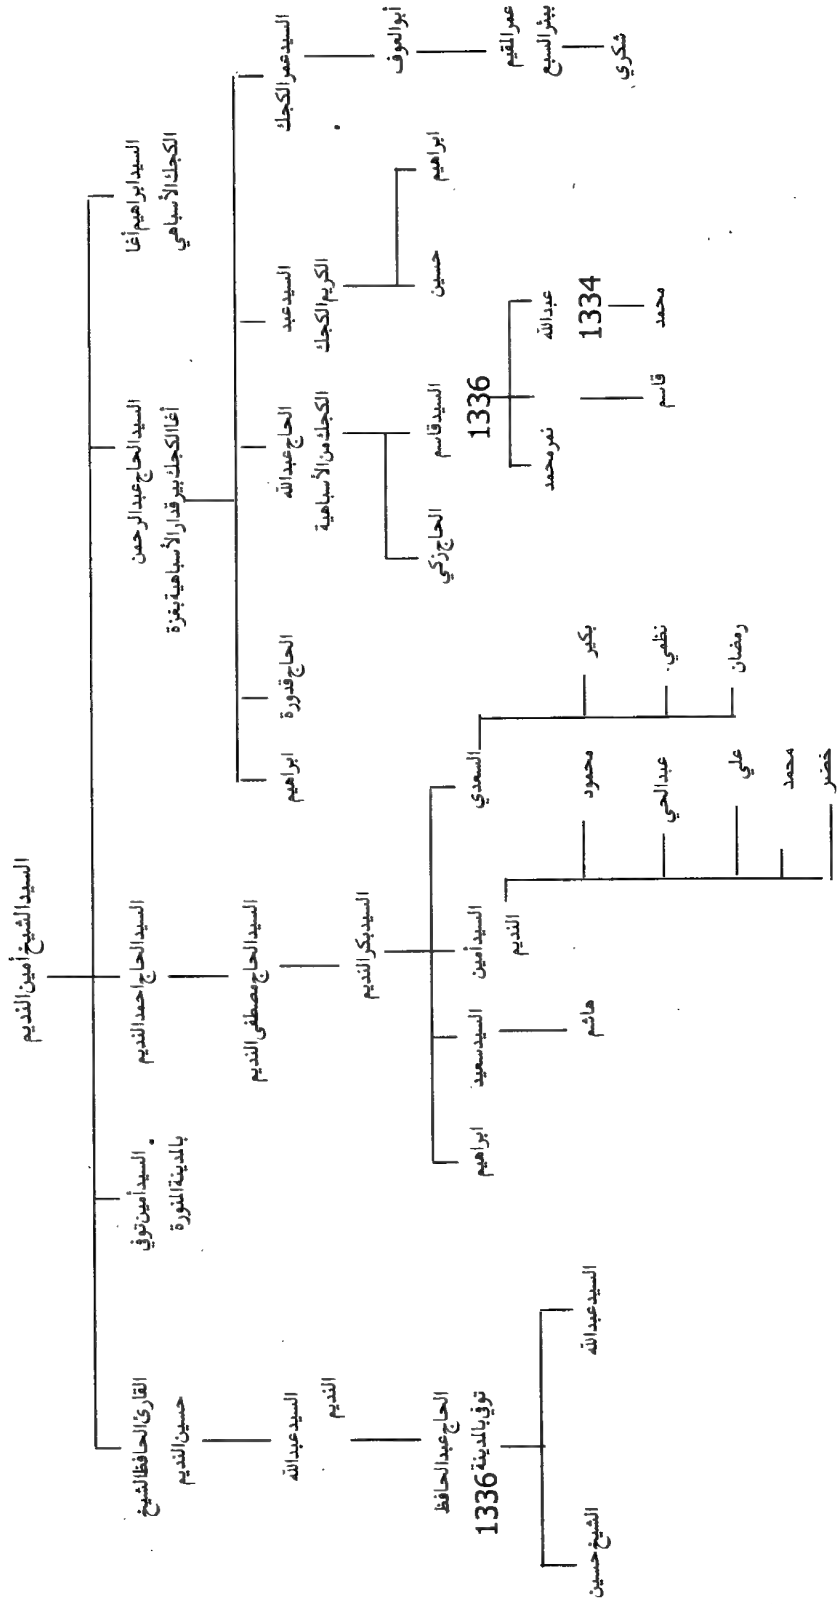 السيد الشيخ أمين النديم
السيد ابراهيم أغا
الكجك الأسباهي
السيد الحاج عبد الرحمن
أغا الكجك بيرقدار الأسباهية بغزة
السيد الحاج احمد النديم
السيد أمين توفي
بالمدينة المنورة
القارئ الحافظ الشيخ
حسين النديم
السيد عمر الكجك
السيد عبد
الكريم الكجك
الحاج عبد الله
الكجك من الأسباهية
الحاج قدورة
ابراهيم
السيد الحاج مصطفى النديم
السيد عبد الله
النديم
أبو العوف
ابراهيم
حسين
السيد قاسم
1336
الحاج زكي
السيد بكر النديم
الحاج عبد الحافظ
توفي بالمدينة 1336
عمر المقيم
ببئر السبع
شكري
عبد الله
1334
نمر محمد
محمد
قاسم
السعدي
السيد أمين
النديم
السيد سعيد
ابراهيم
بكير
نظمي
رمضان
محمود
عبد الحي
علي
محمد
خضر
هاشم
السيد عبد الله
الشيخ حسين